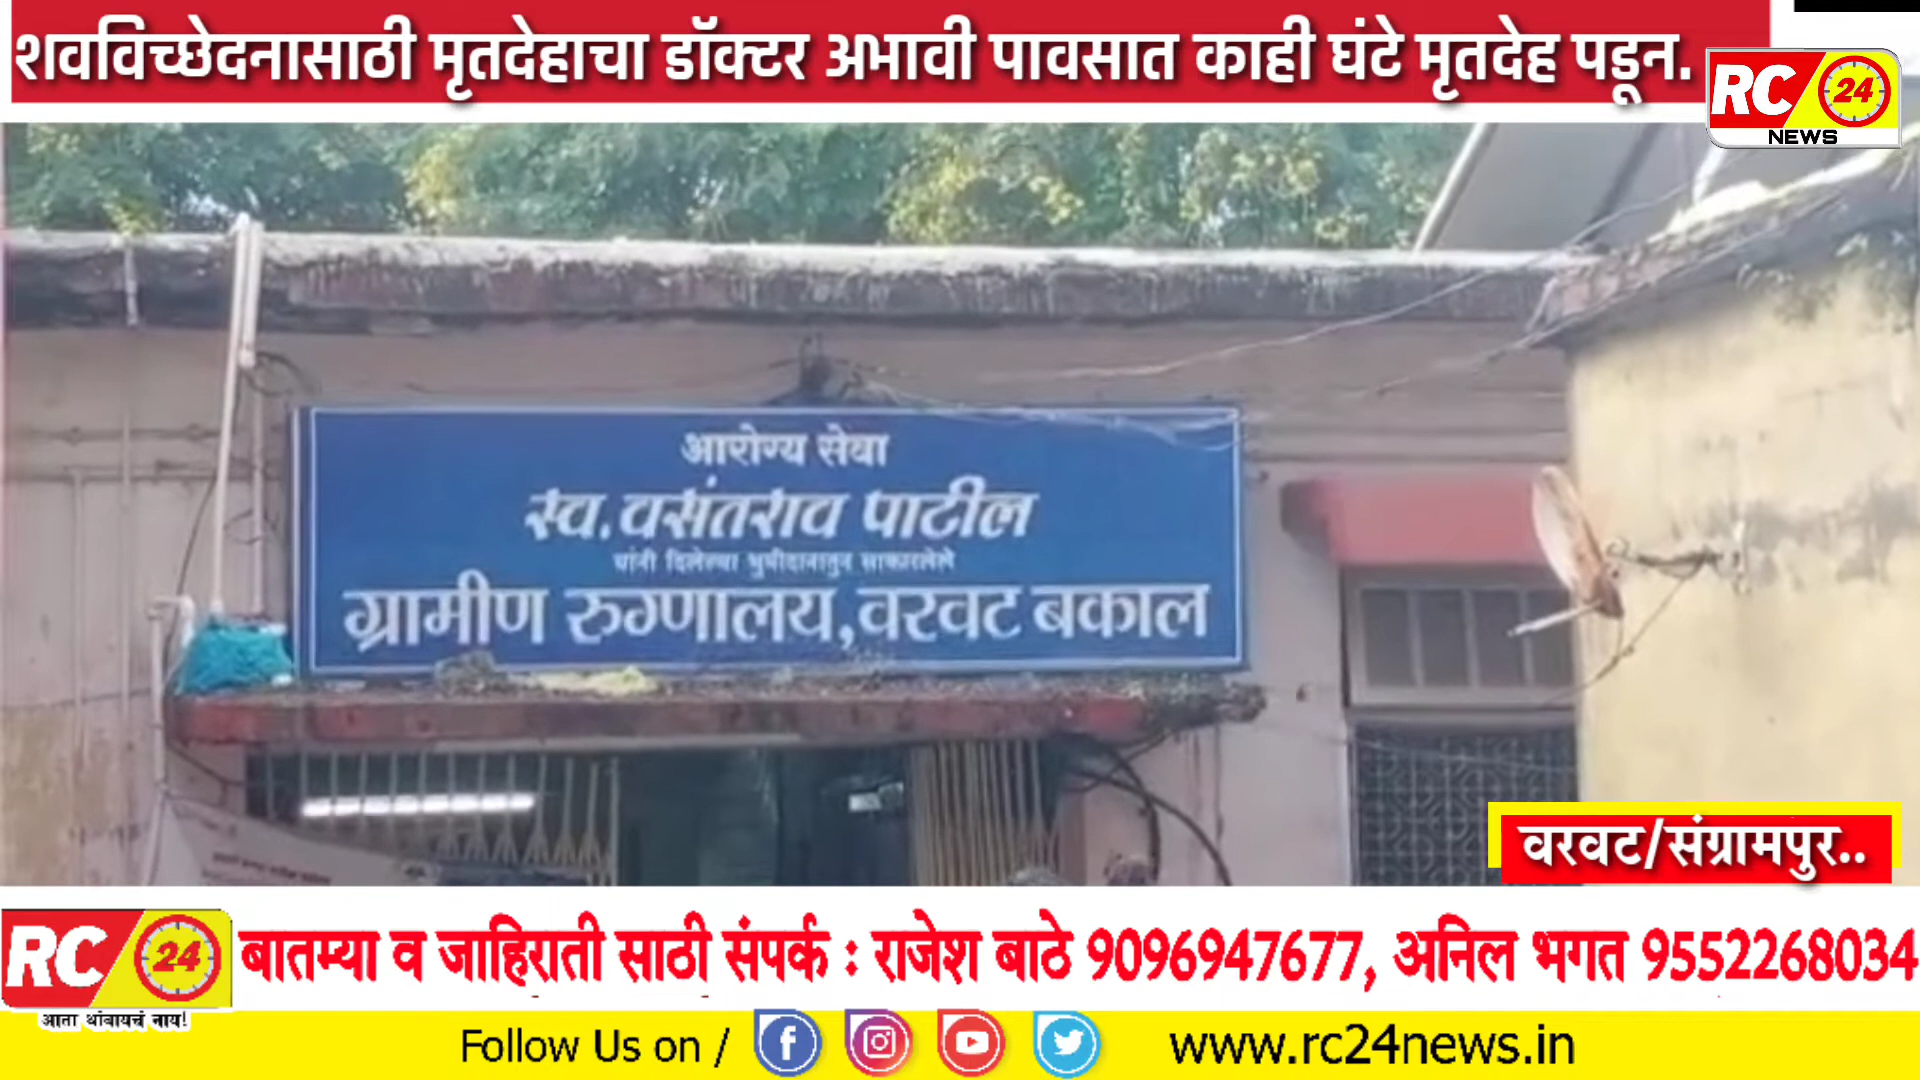 शवविच्छेदनासाठी मृतदेहाचा डॉक्टर अभावी पावसात काही घंटे मृतदेह पडून.
RC 24
NEWS
आरोग्य सेवा
स्व. वसंतराव पाटील
यांनी दिलेल्या भुमीदानातुन साकारलेले
ग्रामीण रुग्णालय, वरवट बकाल
वरवट/संग्रामपुर..
RC 24
आता थांबायचं नाय!
बातम्या व जाहिराती साठी संपर्क : राजेश बाठे 9096947677, अनिल भगत 9552268034
Follow Us on / www.rc24news.in